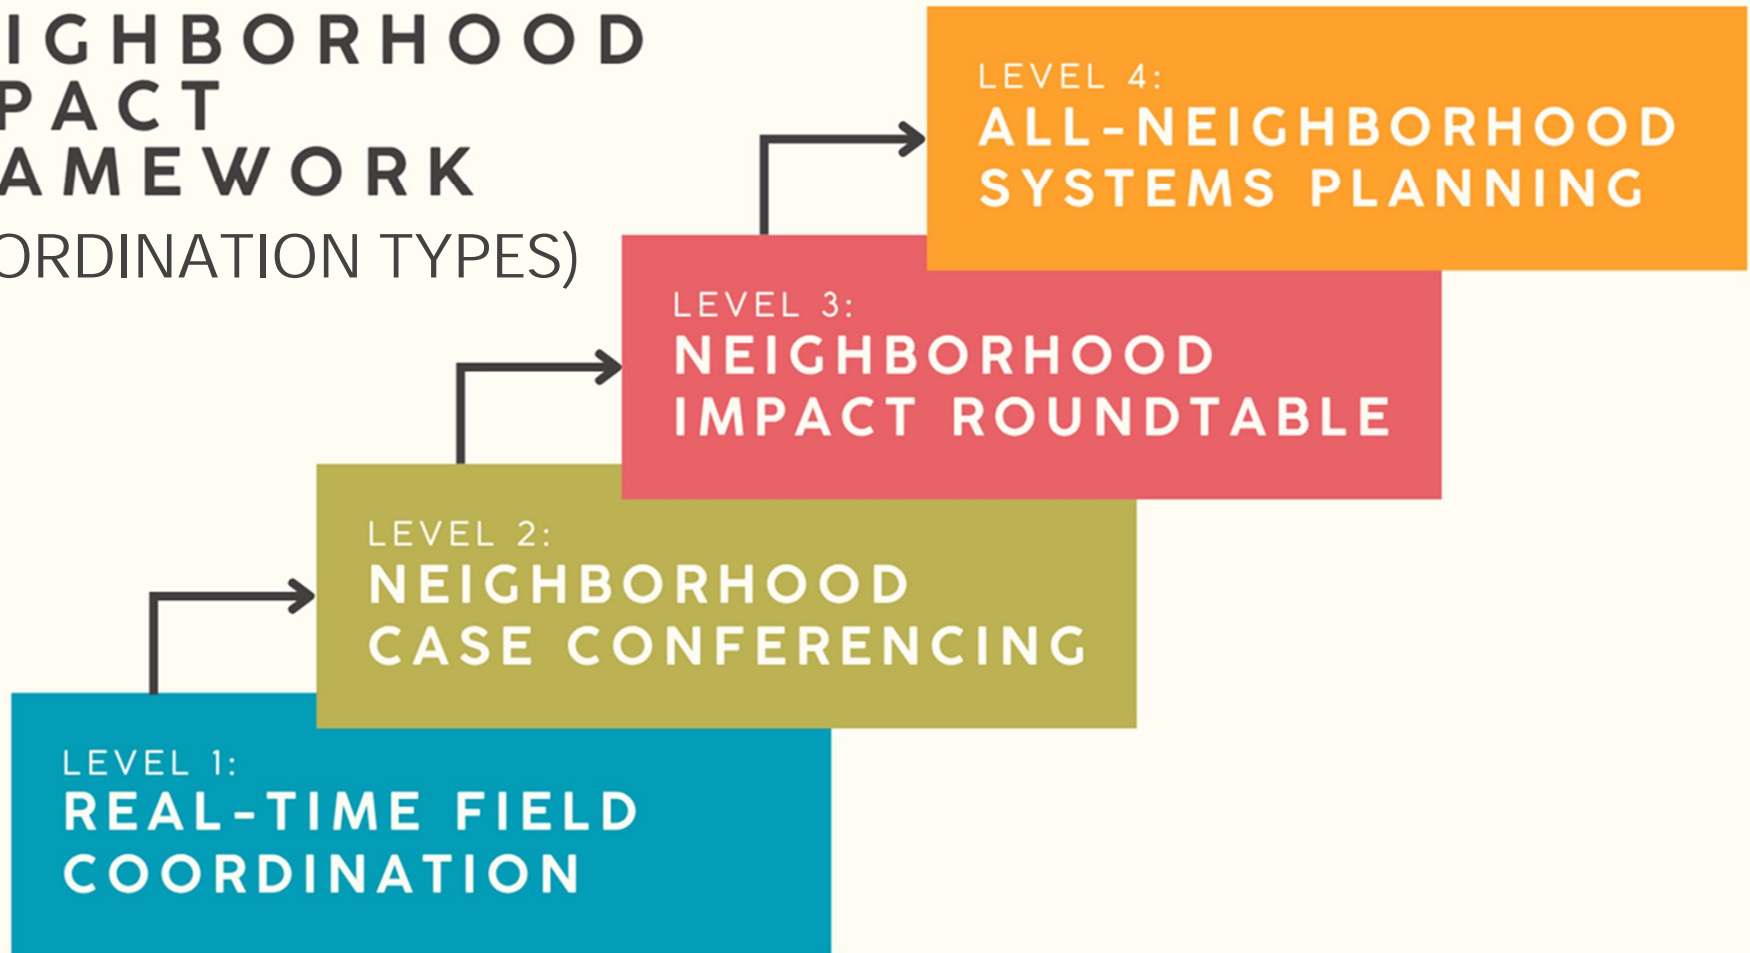 IGHBORHOOD
PACT
AMEWORK
ORDINATION TYPES)
LEVEL 4:
ALL-NEIGHBORHOOD
SYSTEMS PLANNING
LEVEL 3:
NEIGHBORHOOD
IMPACT ROUNDTABLE
LEVEL 2:
NEIGHBORHOOD
CASE CONFERENCING
LEVEL 1:
REAL-TIME FIELD
COORDINATION